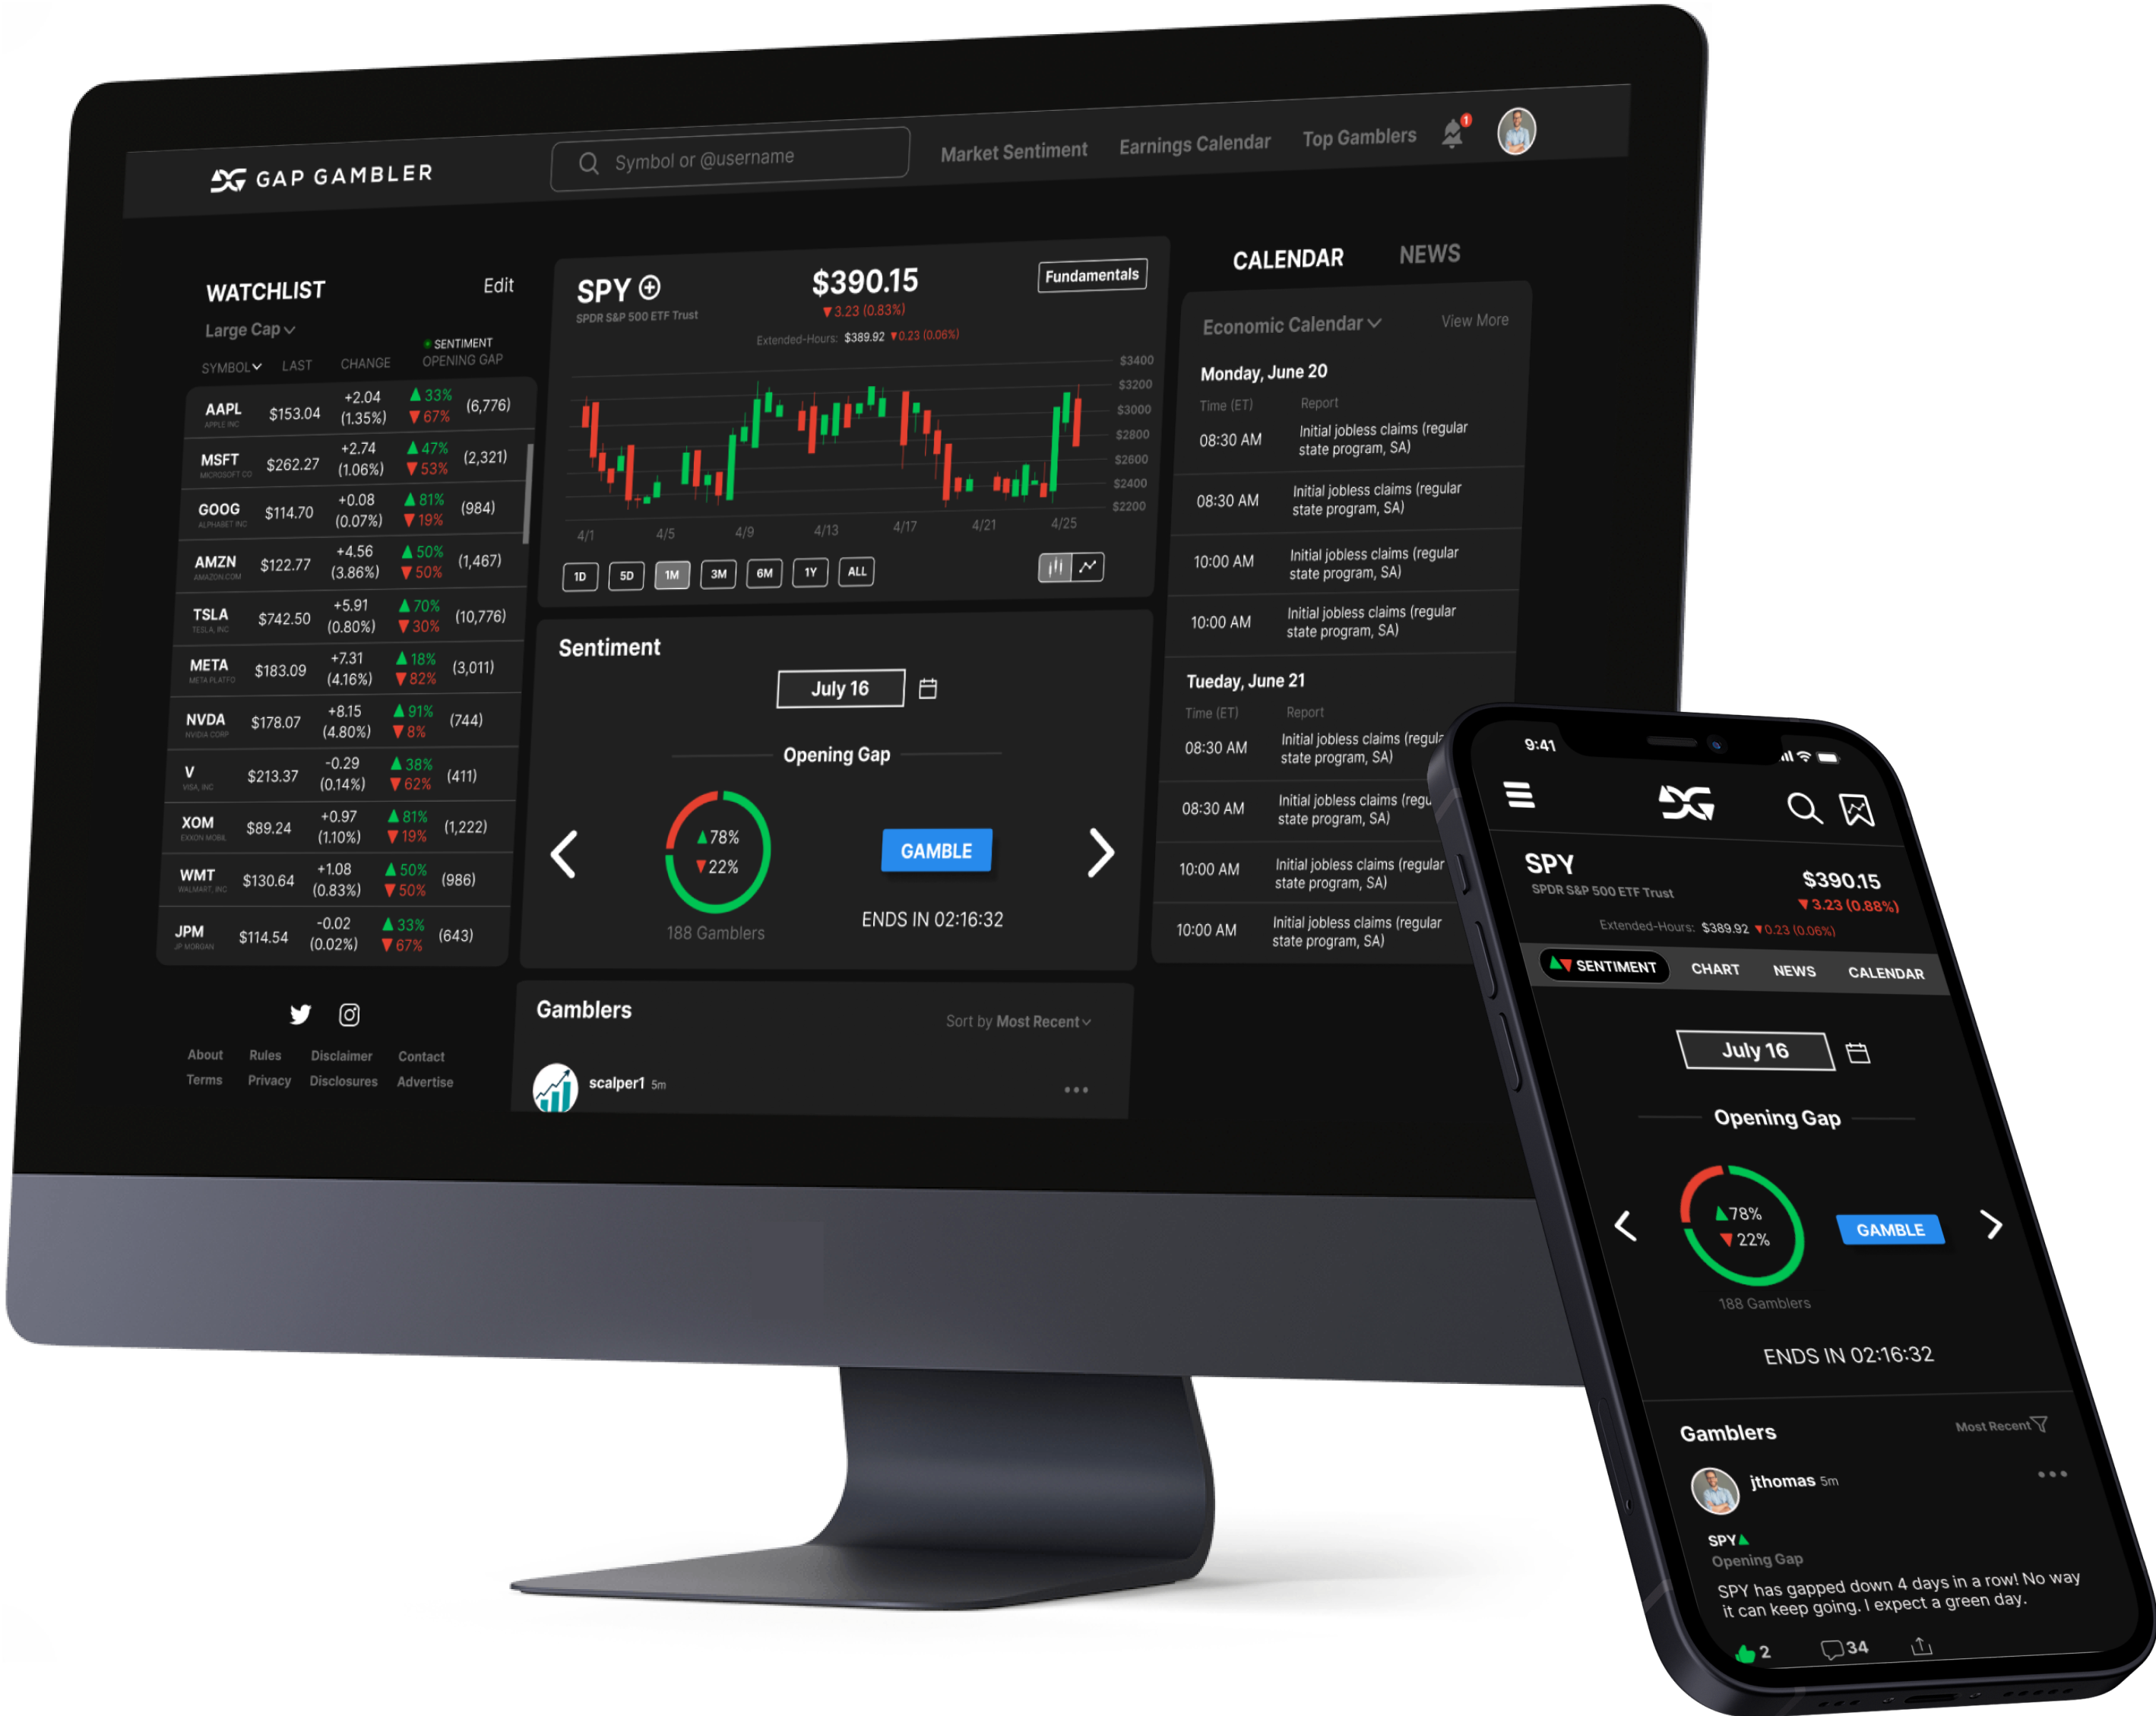 GAP GAMBLER
Symbol or @username
Market Sentiment
Earnings Calendar
Top Gamblers
1
WATCHLIST
Edit
Large Cap
SENTIMENT
SYMBOL LAST CHANGE OPENING GAP
AAPL $153.04 +2.04 33% (6,776)
APPLE INC (1.35%) 67%
MSFT $262.27 +2.74 47% (2,321)
MICROSOFT CO (1.06%) 53%
GOOG $114.70 +0.08 81% (984)
ALPHABET INC (0.07%) 19%
AMZN $122.77 +4.56 50% (1,467)
AMAZON.COM (3.86%) 50%
TSLA $742.50 +5.91 70% (10,776)
TESLA, INC (0.80%) 30%
META $183.09 +7.31 18% (3,011)
META PLATFO (4.16%) 82%
NVDA $178.07 +8.15 91% (744)
NVIDIA CORP (4.80%) 8%
V $213.37 -0.29 38% (411)
VISA, INC (0.14%) 62%
XOM $89.24 +0.97 81% (1,222)
EXXON MOBIL (1.10%) 19%
WMT $130.64 +1.08 50% (986)
WALMART, INC (0.83%) 50%
JPM $114.54 -0.02 33% (643)
JP MORGAN (0.02%) 67%
About Rules Disclaimer Contact
Terms Privacy Disclosures Advertise
SPY
SPDR S&P 500 ETF Trust
$390.15
3.23 (0.83%)
Extended-Hours: $389.92 0.23 (0.06%)
Fundamentals
$3400
$3200
$3000
$2800
$2600
$2400
$2200
4/1 4/5 4/9 4/13 4/17 4/21 4/25
1D 5D 1M 3M 6M 1Y ALL
Sentiment
July 16
Opening Gap
78%
22%
188 Gamblers
GAMBLE
ENDS IN 02:16:32
Gamblers
Sort by Most Recent
scalper1 5m
CALENDAR NEWS
Economic Calendar View More
Monday, June 20
Time (ET) Report
08:30 AM Initial jobless claims (regular
state program, SA)
08:30 AM Initial jobless claims (regular
state program, SA)
10:00 AM Initial jobless claims (regular
state program, SA)
10:00 AM Initial jobless claims (regular
state program, SA)
Tueday, June 21
Time (ET) Report
08:30 AM Initial jobless claims (regula
state program, SA)
08:30 AM Initial jobless claims (regu
state program, SA)
10:00 AM Initial jobless claims (regular
state program, SA)
10:00 AM Initial jobless claims (regular
state program, SA)
9:41
SPY
SPDR S&P 500 ETF Trust
$390.15
3.23 (0.88%)
Extended-Hours: $389.92 0.23 (0.06%)
SENTIMENT CHART NEWS CALENDAR
July 16
Opening Gap
78%
22%
188 Gamblers
GAMBLE
ENDS IN 02:16:32
Gamblers
Most Recent
jthomas 5m
SPY
Opening Gap
SPY has gapped down 4 days in a row! No way
it can keep going. I expect a green day.
2 34